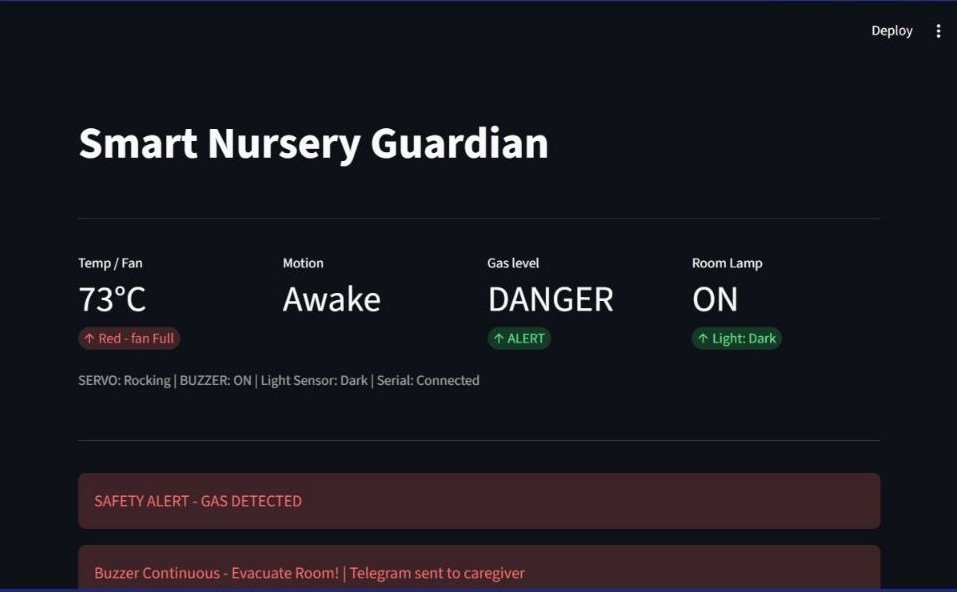 Deploy
Smart Nursery Guardian
Temp / Fan
73°C
↑ Red - fan Full
Motion
Awake
Gas level
DANGER
↑ ALERT
Room Lamp
ON
↑ Light: Dark
SERVO: Rocking | BUZZER: ON | Light Sensor: Dark | Serial: Connected
SAFETY ALERT - GAS DETECTED
Buzzer Continuous - Evacuate Room! | Telegram sent to caregiver